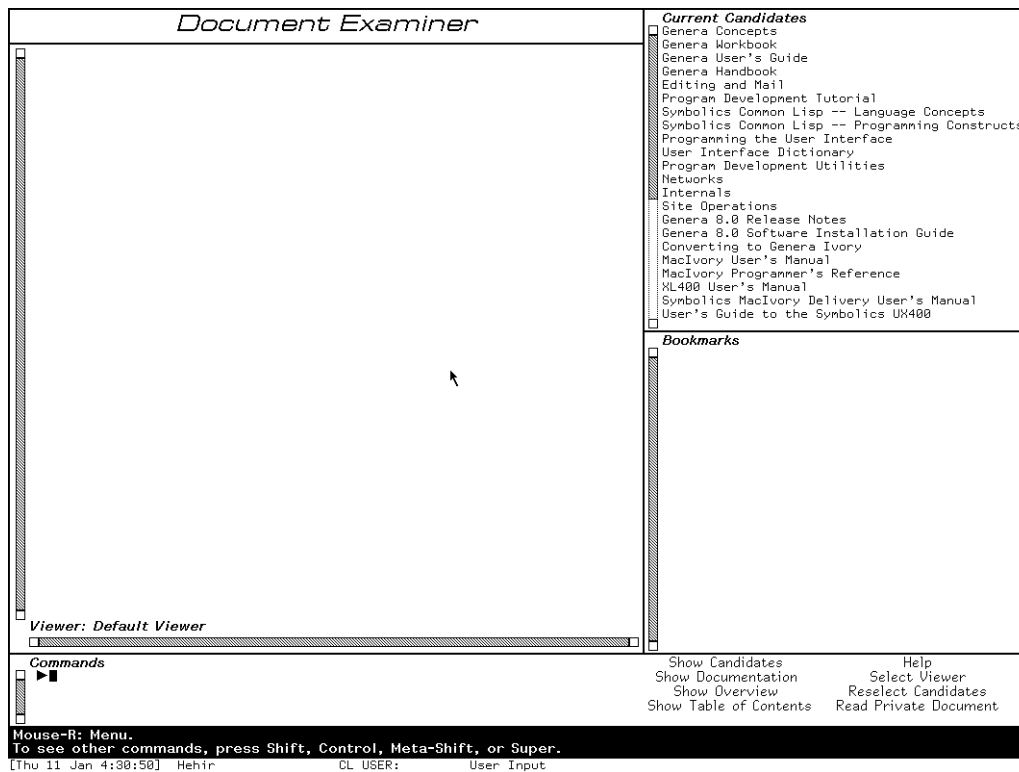 Document Examiner
Current Candidates
Genera Concepts
Genera Workbook
Genera User's Guide
Genera Handbook
Editing and Mail
Program Development Tutorial
Symbolics Common Lisp -- Language Concepts
Symbolics Common Lisp -- Programming Constructs
Programming the User Interface
User Interface Dictionary
Program Development Utilities
Networks
Internals
Site Operations
Genera 8.0 Release Notes
Genera 8.0 Software Installation Guide
Converting to Genera Ivory
MacIvory User's Manual
MacIvory Programmer's Reference
XL400 User's Manual
Symbolics MacIvory Delivery User's Manual
User's Guide to the Symbolics UX400
Bookmarks
Viewer: Default Viewer
Commands
Show Candidates Help
Show Documentation Select Viewer
Show Overview Reselect Candidates
Show Table of Contents Read Private Document
Mouse-R: Menu.
To see other commands, press Shift, Control, Meta-Shift, or Super.
[Thu 11 Jan 4:30:50] Hehir CL USER: User Input